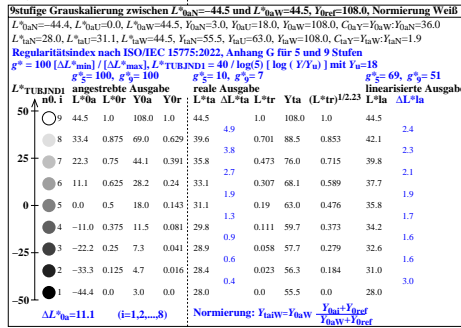 9stufige Graukalisierung zwischen L*0aN=−44.5 und L*0aW=44.5, Y0ref=108.0, Normierung Weiß
L*0aN=−44.4, L*0aU=0.0, L*0aW=44.5, Y0aN=3.0, Y0aU=18.0, Y0aW=108.0, C0aY=Y0aW:Y0aN=36.0
L*taN=28.0, L*taU=31.1, L*taW=44.5, YtaN=55.5, YtaU=63.0, YtaW=108.0, CtaY=YtaW:YtaN=1.9
Regularitätsindex nach ISO/IEC 15775:2022, Anhang G für 5 und 9 Stufen
g* = 100 [ΔL*min] / [ΔL*max], L*TUBJND1 = 40 / log(5) [ log ( Y/Yu) ] mit Yu=18
g*5= 100, g*9= 100 g*5= 10, g*9= 7 g*5= 69, g*9= 51
L*TUBJND1 angestrebte Ausgabe reale Ausgabe linearisierte Ausgabe
n0. i L*0a L*0r Y0a Y0r L*ta ΔL*ta L*tr Yta (L*tr)1/2.23 L*la ΔL*la
50
9 44.5 1.0 108.0 1.0 44.5 1.0 108.0 1.0 44.5
4.9 2.4
8 33.4 0.875 69.0 0.629 39.6 0.701 88.5 0.853 42.1
3.8 2.3
7 22.3 0.75 44.1 0.391 35.8 0.473 76.0 0.715 39.8
2.7 2.1
6 11.1 0.625 28.2 0.24 33.1 0.307 68.1 0.589 37.7
1.9 1.9
0 5 0.0 0.5 18.0 0.143 31.1 0.19 63.0 0.476 35.8
1.3 1.7
4 −11.0 0.375 11.5 0.081 29.8 0.111 59.7 0.373 34.2
0.9 1.6
3 −22.2 0.25 7.3 0.041 28.9 0.058 57.7 0.279 32.6
0.6 1.6
2 −33.3 0.125 4.7 0.016 28.4 0.023 56.3 0.184 31.0
0.4 3.0
1 −44.4 0.0 3.0 0.0 28.0 0.0 55.5 0.0 28.0
−50
ΔL*0a=11.1 (i=1,2,...,8) Normierung: YtaiW=Y0aW Y0ai+Y0ref
Y0aW+Y0ref